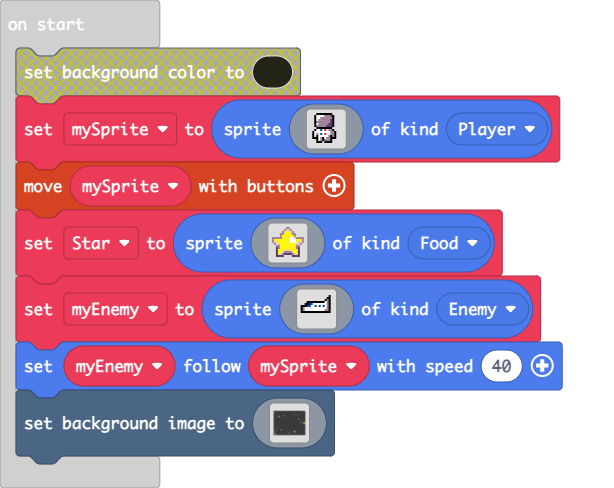 on start
set background color to
set mySprite to sprite of kind Player
move mySprite with buttons
set Star to sprite of kind Food
set myEnemy to sprite of kind Enemy
set myEnemy follow mySprite with speed 40
set background image to